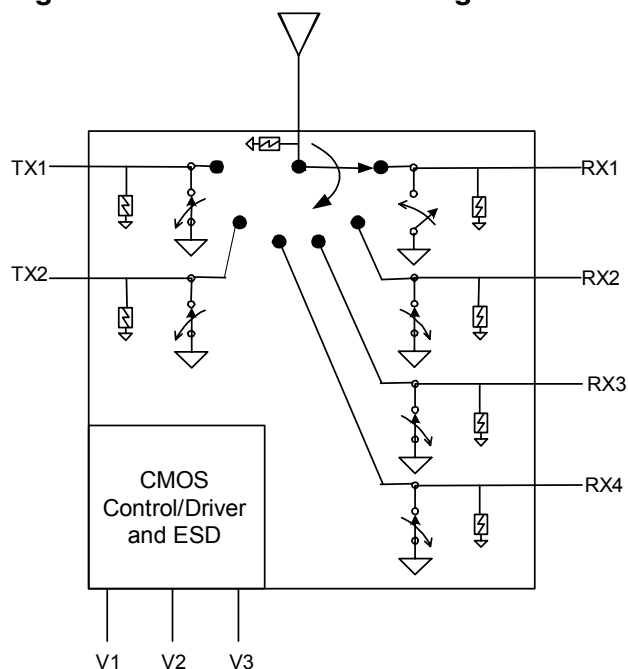 TX1
RX1
TX2
RX2
RX3
RX4
CMOS
Control/Driver
and ESD
V1 V2 V3